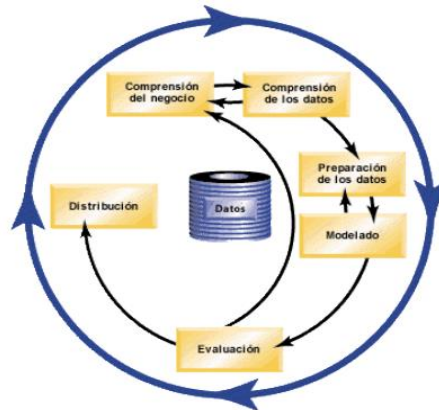 Comprensión
del negocio
Comprensión
de los datos
Preparación
de los datos
Modelado
Evaluación
Distribución
Datos